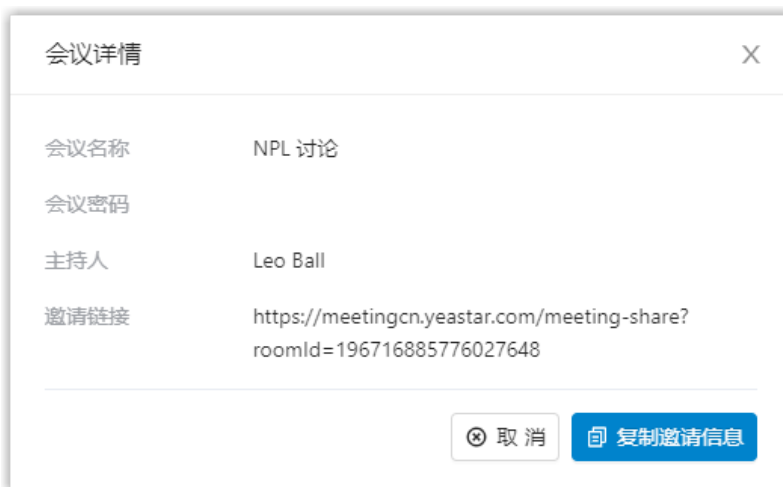 会议详情
会议名称 NPL 讨论
会议密码
主持人 Leo Ball
邀请链接 https://meetingcn.yeastar.com/meeting-share?
roomId=196716885776027648
取 消 复制邀请信息